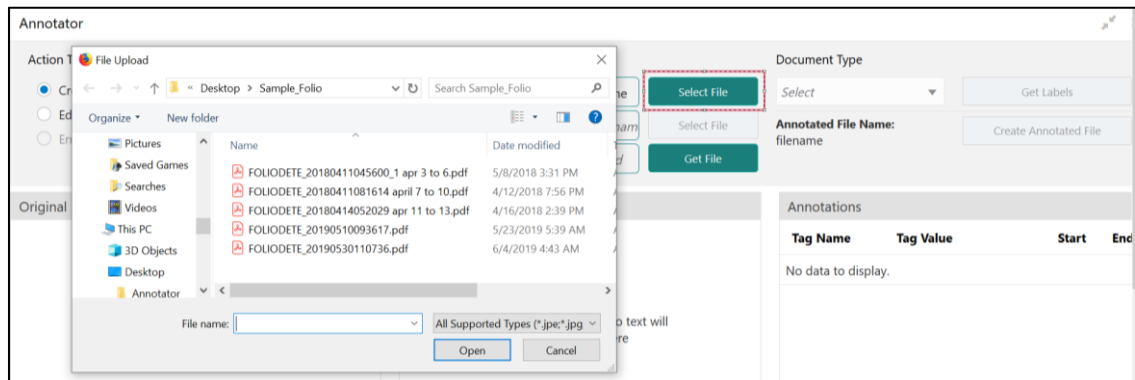 Annotator
Action T
File Upload
Document Type
Cr
« Desktop > Sample_Folio
Search Sample_Folio
ne
Select File
Select
Get Labels
Ed
Organize
New folder
nam
Select File
Annotated File Name:
filename
Create Annotated File
Er
Pictures
Name
Date modified
d
Get File
Saved Games
FOLIODETE_20180411045600_1 apr 3 to 6.pdf
5/8/2018 3:31 PM
Searches
FOLIODETE_20180411081614 april 7 to 10.pdf
4/12/2018 7:56 PM
Original
Videos
FOLIODETE_20180414052029 apr 11 to 13.pdf
4/16/2018 2:39 PM
Annotations
This PC
FOLIODETE_20190510093617.pdf
5/23/2019 5:39 AM
Tag Name
Tag Value
Start
End
3D Objects
FOLIODETE_20190530110736.pdf
6/4/2019 4:43 AM
Desktop
No data to display.
Annotator
File name:
All Supported Types (*.jpe;*.jpg
o text will
re
Open
Cancel